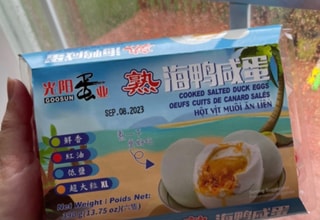 光阳蛋业
GOOSUN
熟 海鸭咸蛋
COOKED SALTED DUCK EGGS
OEUFS CUITS DE CANARD SALÉS
HỘT VỊT MUỐI ĂN LIỀN
SEP.08.2023
鲜香
红油
低盐
超大粒
Net Weight / Poids Net:
(13.75 oz)